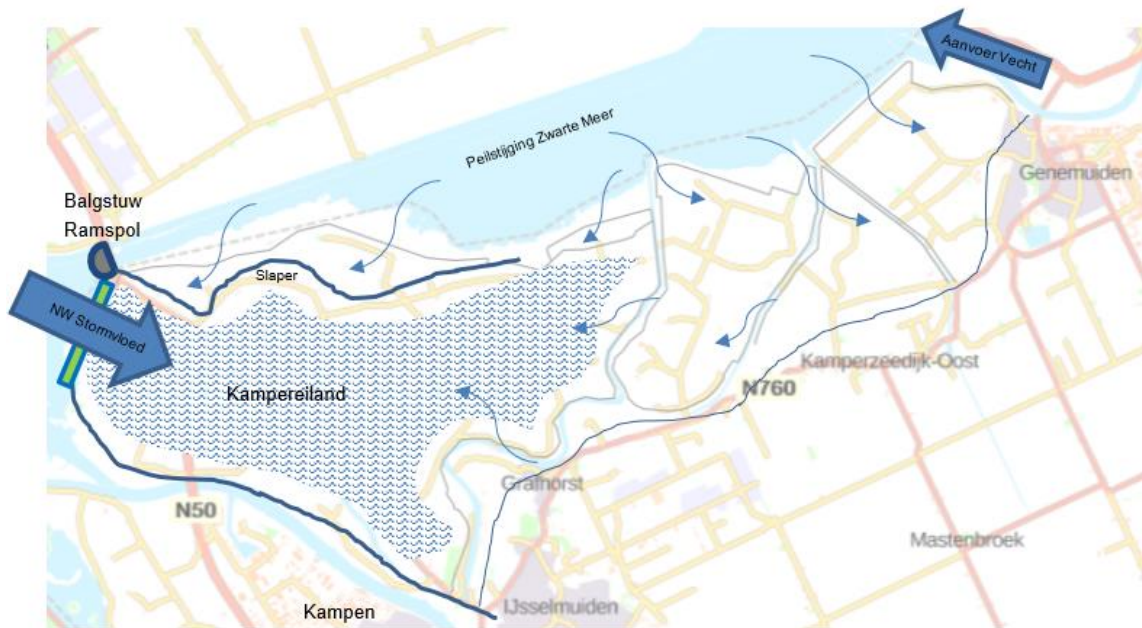 Aanvoer Vecht
Peilstijging Zwarte Meer
Genemuiden
Balgstuw
Ramspol
Slaper
NW Stormvloed
Kamperzeedijk-Oost
N760
Kampereiland
Grafhorst
N50
Mastenbroek
IJsselmuiden
Kampen